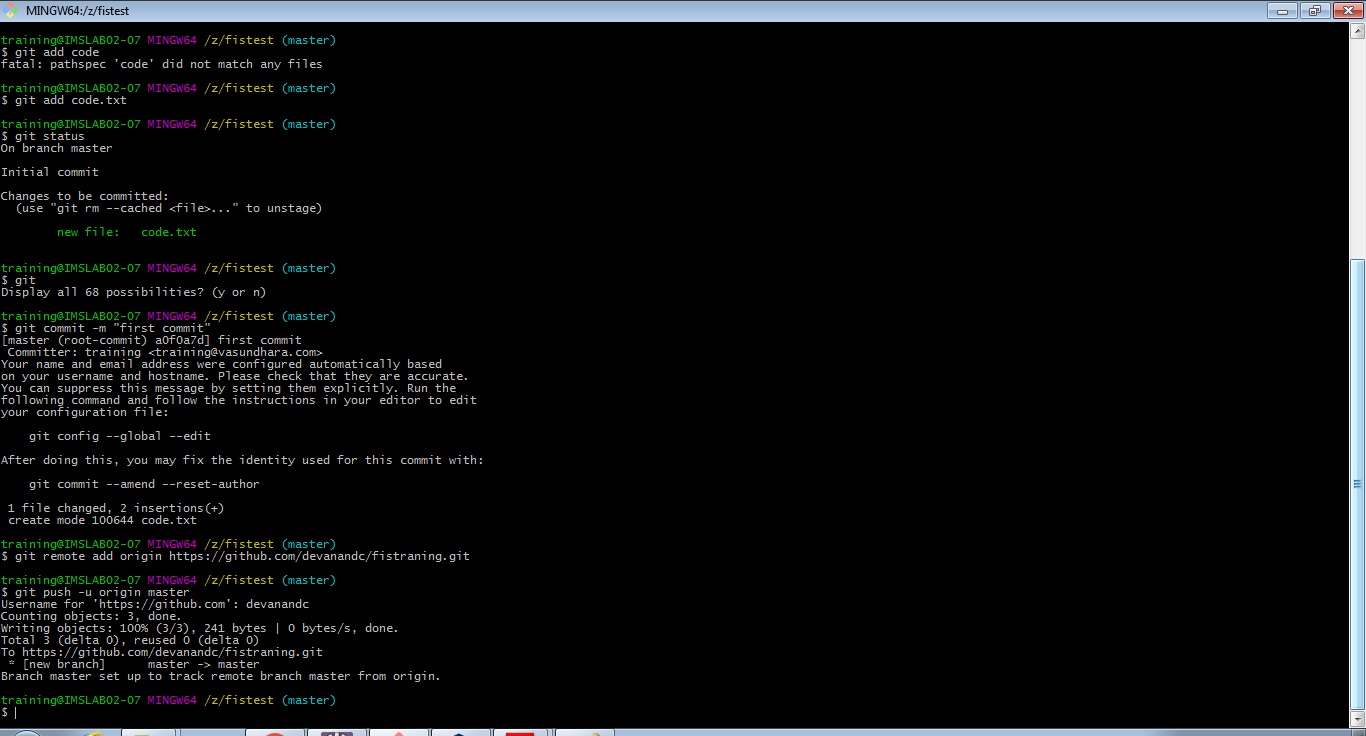 MINGW64:/z/fistest
training@IMSLAB02-07 MINGW64 /z/fistest (master)
$ git add code
fatal: pathspec 'code' did not match any files
training@IMSLAB02-07 MINGW64 /z/fistest (master)
$ git add code.txt
training@IMSLAB02-07 MINGW64 /z/fistest (master)
$ git status
On branch master
Initial commit
Changes to be committed:
  (use "git rm --cached <file>..." to unstage)
        new file:   code.txt
training@IMSLAB02-07 MINGW64 /z/fistest (master)
$ git
Display all 68 possibilities? (y or n)
training@IMSLAB02-07 MINGW64 /z/fistest (master)
$ git commit -m "first commit"
[master (root-commit) a0f0a7d] first commit
 Committer: training <training@vasundhara.com>
Your name and email address were configured automatically based
on your username and hostname. Please check that they are accurate.
You can suppress this message by setting them explicitly. Run the
following command and follow the instructions in your editor to edit
your configuration file:
    git config --global --edit
After doing this, you may fix the identity used for this commit with:
    git commit --amend --reset-author
 1 file changed, 2 insertions(+)
 create mode 100644 code.txt
training@IMSLAB02-07 MINGW64 /z/fistest (master)
$ git remote add origin https://github.com/devanandc/fistraning.git
training@IMSLAB02-07 MINGW64 /z/fistest (master)
$ git push -u origin master
Username for 'https://github.com': devanandc
Counting objects: 3, done.
Writing objects: 100% (3/3), 241 bytes | 0 bytes/s, done.
Total 3 (delta 0), reused 0 (delta 0)
To https://github.com/devanandc/fistraning.git
 * [new branch]      master -> master
Branch master set up to track remote branch master from origin.
training@IMSLAB02-07 MINGW64 /z/fistest (master)
$